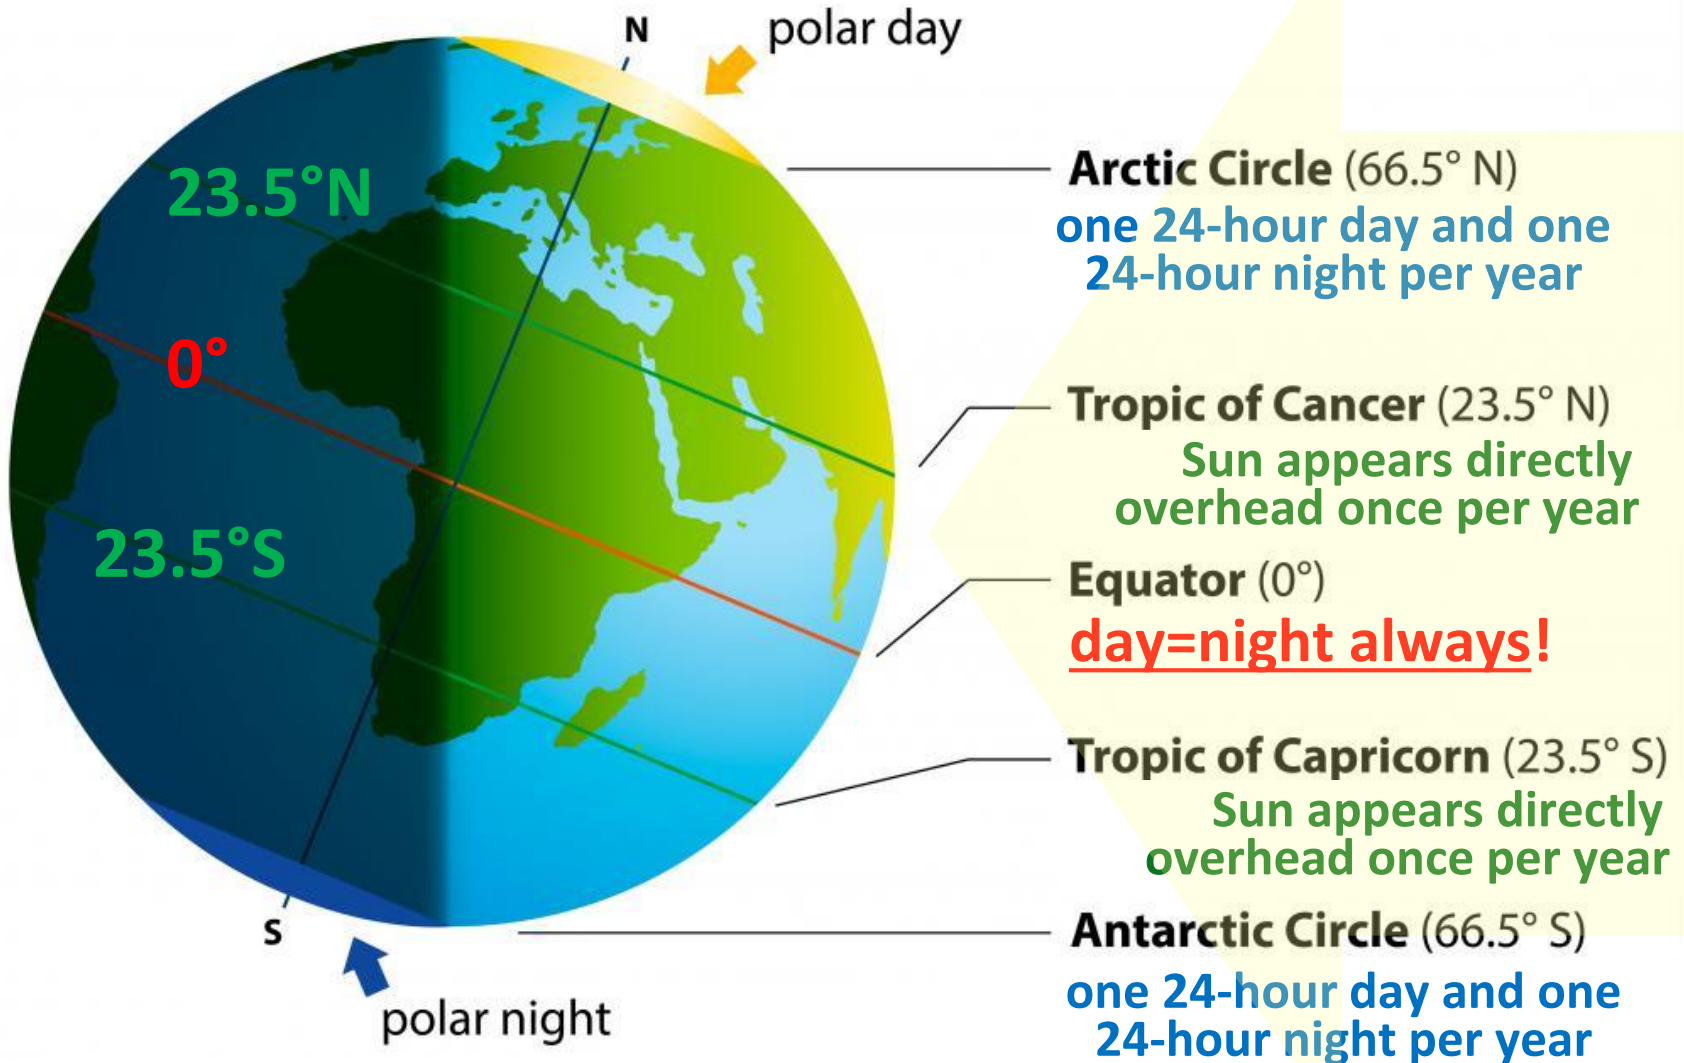 N
polar day
23.5°N
0°
23.5°S
Arctic Circle (66.5° N)
one 24-hour day and one
24-hour night per year
Tropic of Cancer (23.5° N)
Sun appears directly
overhead once per year
Equator (0°)
day=night always!
Tropic of Capricorn (23.5° S)
Sun appears directly
overhead once per year
Antarctic Circle (66.5° S)
one 24-hour day and one
24-hour night per year
S
polar night